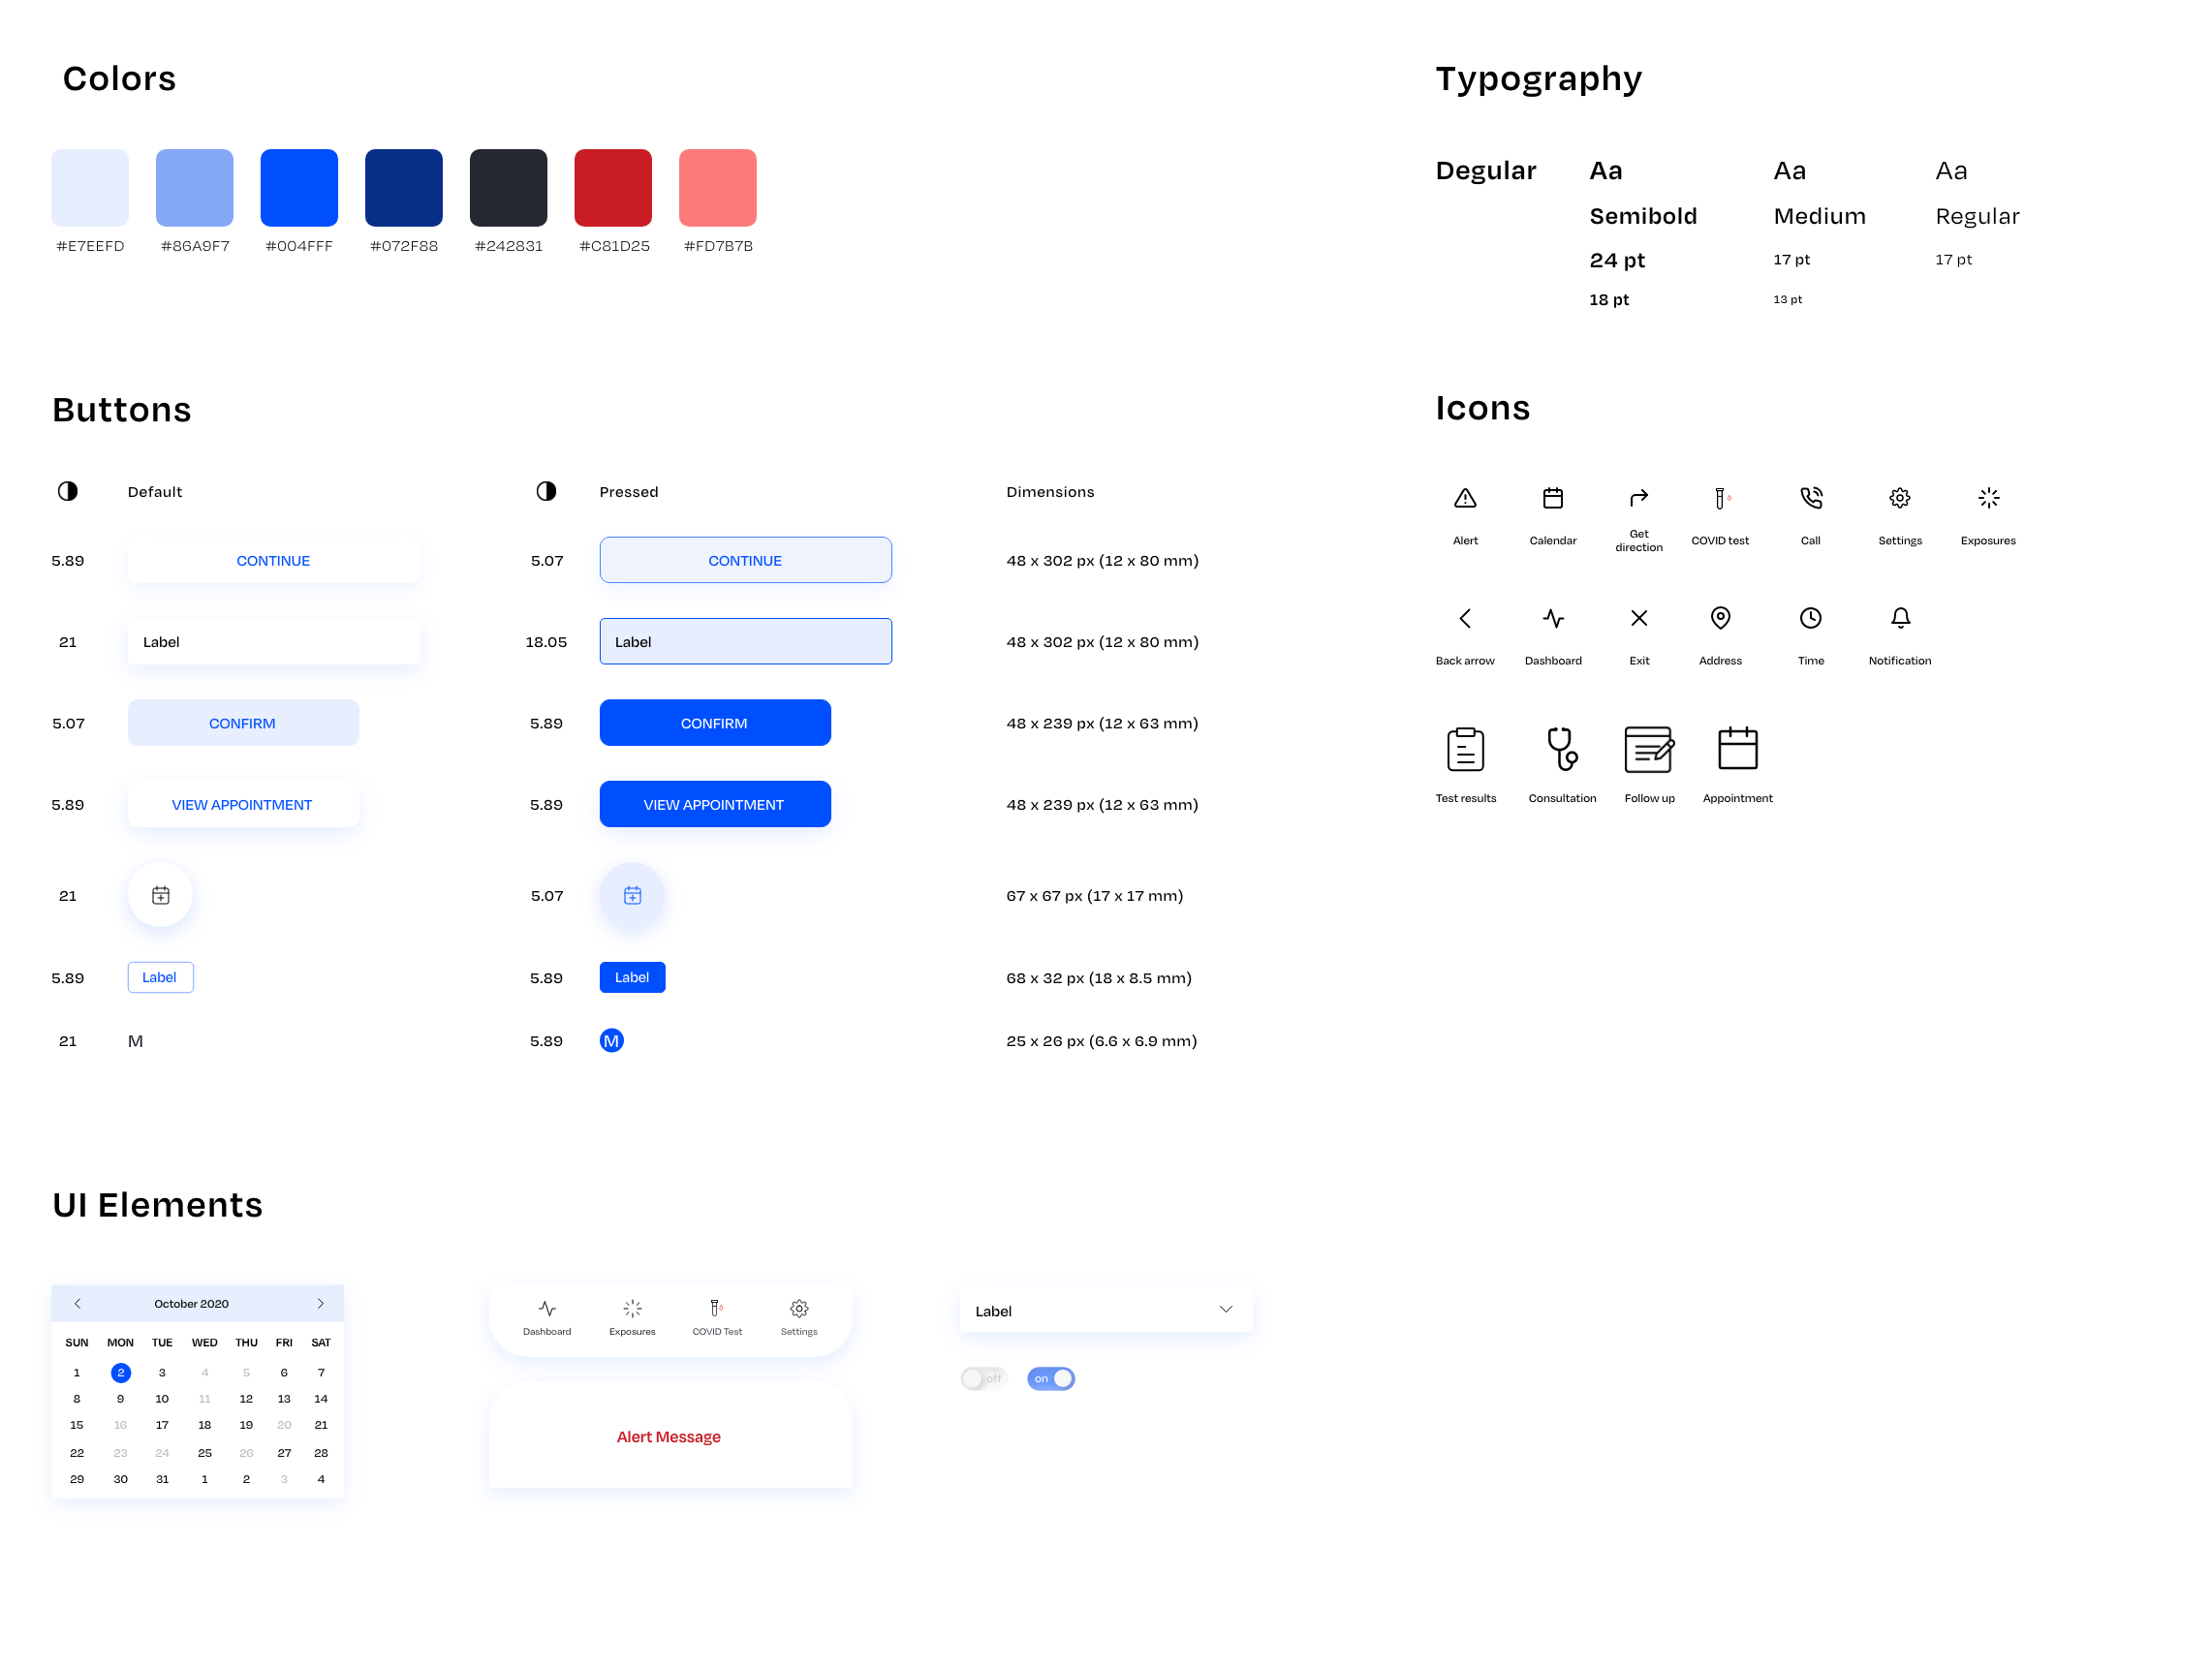 Colors
#E7EEFD #86A9F7 #004FFF #072F88 #242831 #C81D25 #FD7B7B
Typography
Degular Aa Aa Aa
Semibold Medium Regular
24 pt 17 pt 17 pt
18 pt 13 pt
Buttons
Default Pressed Dimensions
5.89 CONTINUE 5.07 CONTINUE 48 x 302 px (12 x 80 mm)
21 Label 18.05 Label 48 x 302 px (12 x 80 mm)
5.07 CONFIRM 5.89 CONFIRM 48 x 239 px (12 x 63 mm)
5.89 VIEW APPOINTMENT 5.89 VIEW APPOINTMENT 48 x 239 px (12 x 63 mm)
21 5.07 67 x 67 px (17 x 17 mm)
5.89 Label 5.89 Label 68 x 32 px (18 x 8.5 mm)
21 M 5.89 M 25 x 26 px (6.6 x 6.9 mm)
Icons
Alert Calendar Get direction COVID test Call Settings Exposures
Back arrow Dashboard Exit Address Time Notification
Test results Consultation Follow up Appointment
UI Elements
October 2020
SUN MON TUE WED THU FRI SAT
1 2 3 4 5 6 7
8 9 10 11 12 13 14
15 16 17 18 19 20 21
22 23 24 25 26 27 28
29 30 31 1 2 3 4
Dashboard Exposures COVID Test Settings
Alert Message
Label
off on